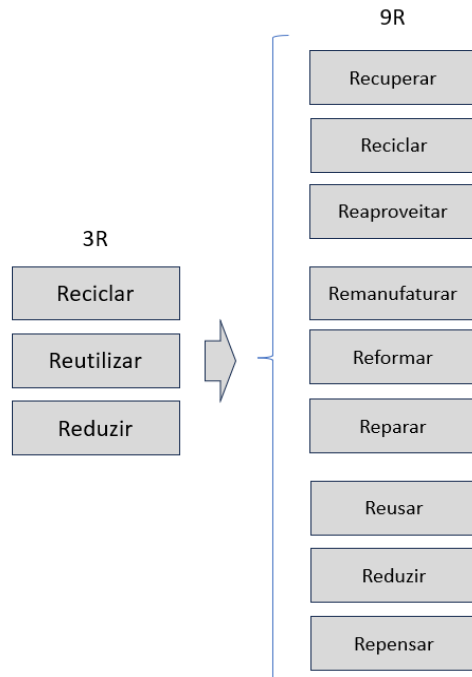 3R
Reciclar
Reutilizar
Reduzir
9R
Recuperar
Reciclar
Reaproveitar
Remanufaturar
Reformar
Reparar
Reusar
Reduzir
Repensar